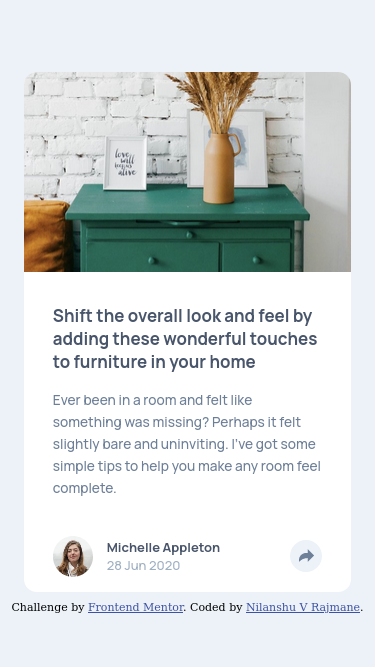 love
will
keep us
alive
Shift the overall look and feel by
adding these wonderful touches
to furniture in your home
Ever been in a room and felt like
something was missing? Perhaps it felt
slightly bare and uninviting. I've got some
simple tips to help you make any room feel
complete.
Michelle Appleton
28 Jun 2020
Challenge by Frontend Mentor. Coded by Nilanshu V Rajmane.